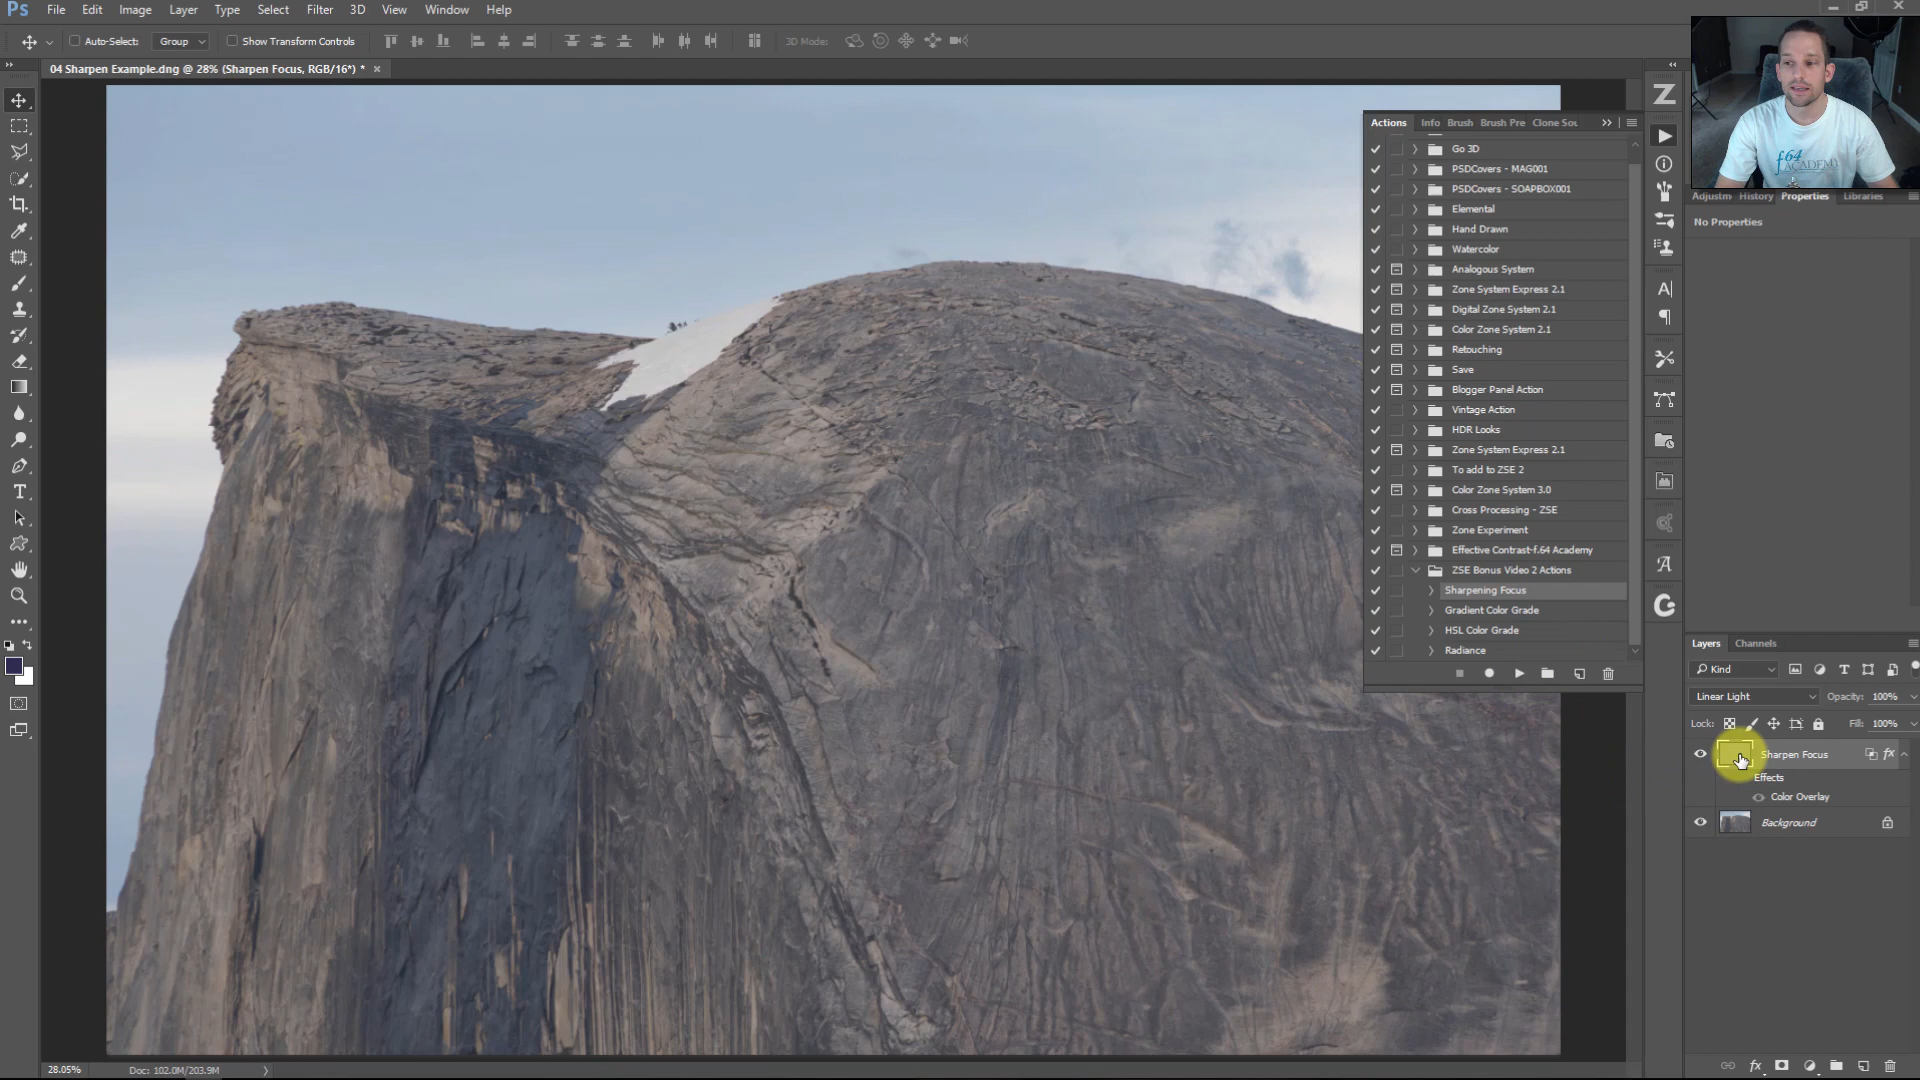 Ps File Edit Image Layer Type Select Filter 3D View Window Help
Auto-Select: Group Show Transform Controls 3D Mode:
04 Sharpen Example.dng @ 28% (Sharpen Focus, RGB/16*) * ×
Actions Info Brush Brush Pre Clone Sou
Go 3D
PSDCovers - MAG001
PSDCovers - SOAPBOX001
Elemental
Hand Drawn
Watercolor
Analogous System
Zone System Express 2.1
Digital Zone System 2.1
Color Zone System 2.1
Retouching
Save
Blogger Panel Action
Vintage Action
HDR Looks
Zone System Express 2.1
To add to ZSE 2
Color Zone System 3.0
Cross Processing - ZSE
Zone Experiment
Effective Contrast-f.64 Academy
ZSE Bonus Video 2 Actions
Sharpening Focus
Gradient Color Grade
HSL Color Grade
Radiance
f64
ACADEMY
Adjustm History Properties Libraries
No Properties
Layers Channels
Kind
Linear Light Opacity: 100%
Lock: Fill: 100%
Sharpen Focus fx
Effects
Color Overlay
Background
28.05% Doc: 102.0M/203.9M